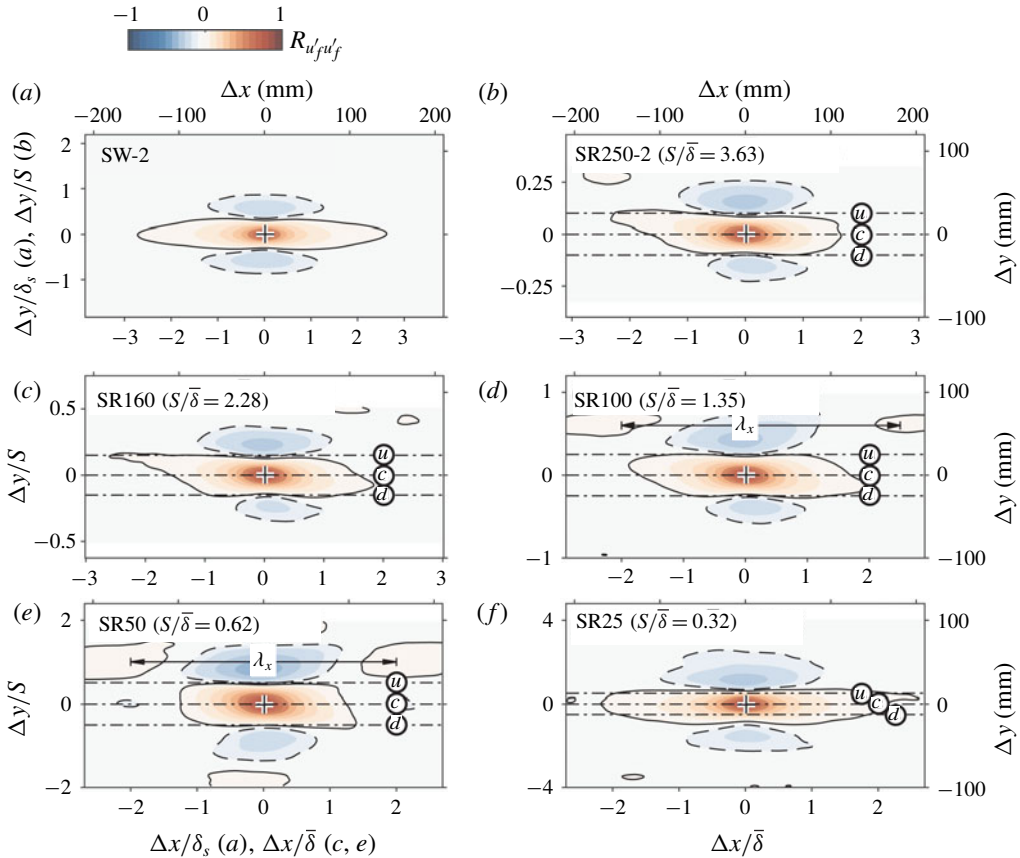 −1 0 1
R_{u'_f u'_f}
(a) Δx (mm) (b) Δx (mm)
−200 −100 0 100 200 −200 −100 0 100 200
SW-2
2
1
0
−1
Δy/δ_s (a), Δy/S (b)
−3 −2 −1 0 1 2 3
SR250-2 (S/δ̅ = 3.63)
0.25
0
−0.25
u
c
d
100
0
−100
Δy (mm)
−3 −2 −1 0 1 2 3
(c)
SR160 (S/δ̅ = 2.28)
0.5
0
−0.5
Δy/S
u
c
d
−3 −2 −1 0 1 2 3
(d)
SR100 (S/δ̅ = 1.35)
λ_x
1
0
−1
u
c
d
100
0
−100
Δy (mm)
−2 −1 0 1 2
(e)
SR50 (S/δ̅ = 0.62)
λ_x
2
0
−2
Δy/S
u
c
d
−2 −1 0 1 2
Δx/δ_s (a), Δx/δ̅ (c, e)
(f)
SR25 (S/δ̅ = 0.32)
4
0
−4
u
c
d
100
0
−100
Δy (mm)
−2 −1 0 1 2
Δx/δ̅